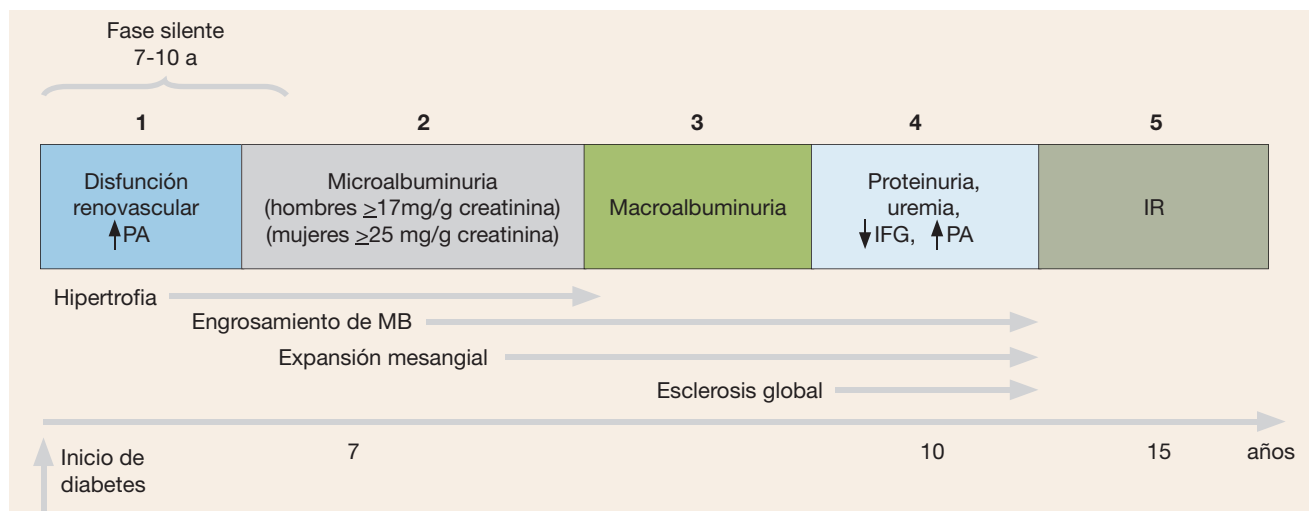 Fase silente
7-10 a
1
2
3
4
5
Disfunción
renovascular
↑PA
Microalbuminuria
(hombres ≥17mg/g creatinina)
(mujeres ≥25 mg/g creatinina)
Macroalbuminuria
Proteinuria,
uremia,
↓IFG, ↑PA
IR
Hipertrofia
Engrosamiento de MB
Expansión mesangial
Esclerosis global
7
10
15
años
Inicio de
diabetes